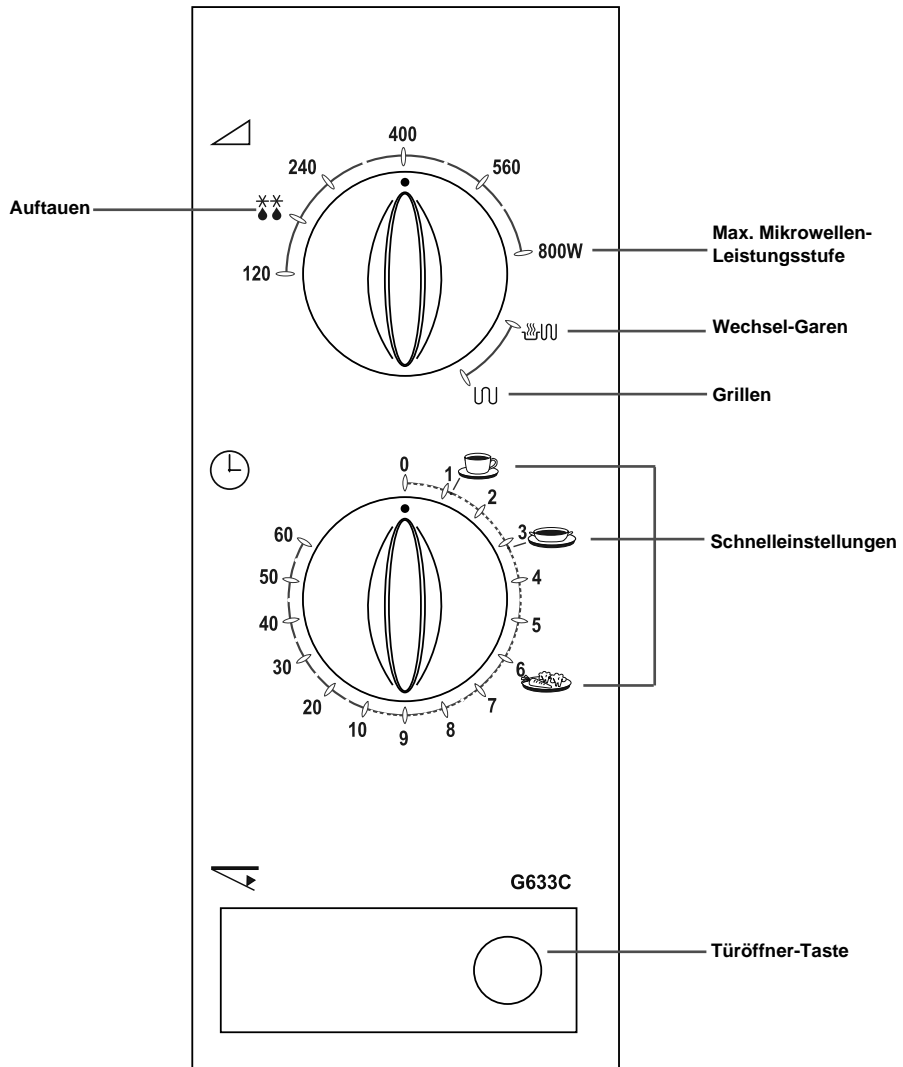 400
240
560
Auftauen
Max. Mikrowellen-
Leistungsstufe
800W
120
Wechsel-Garen
Grillen
0
1
2
60
3
Schnelleinstellungen
50
4
40
5
30
6
20
7
10
8
9
G633C
Türöffner-Taste